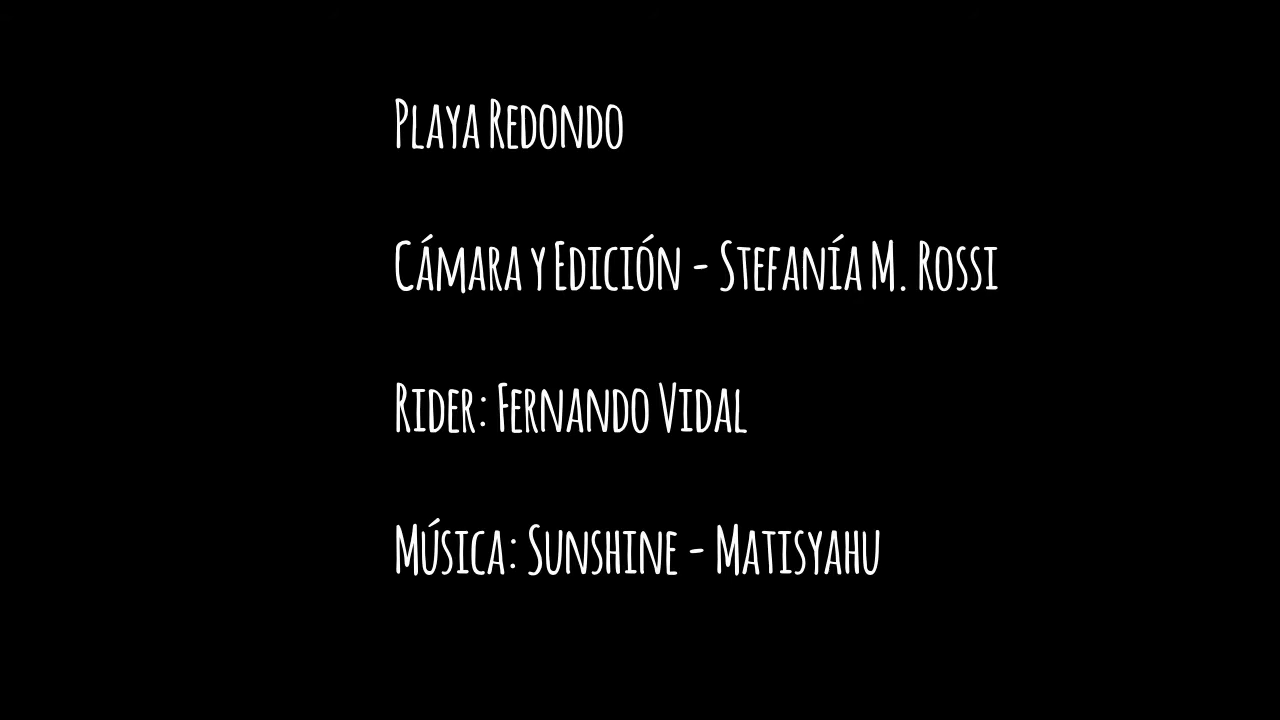 Playa Redondo
Cámara y Edición - Stefanía M. Rossi
Rider: Fernando Vidal
Música: Sunshine - Matisyahu